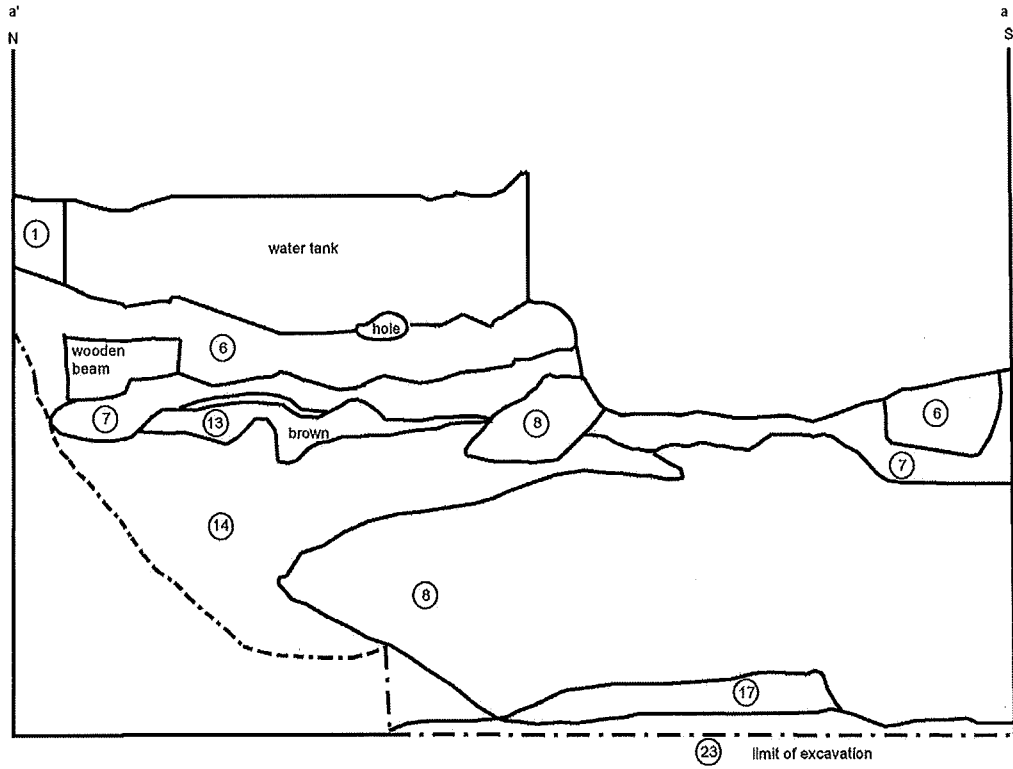 a'
a
N
S
1
water tank
hole
6
wooden
beam
6
7
13
brown
8
7
14
8
17
23 limit of excavation